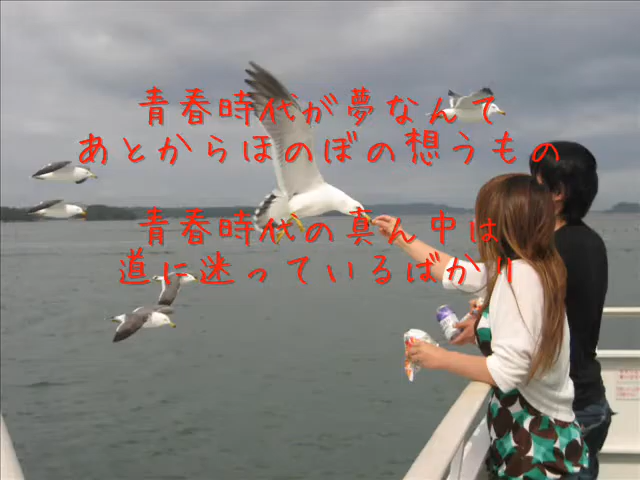 青春時代が夢なんて
あとからほのぼの想うもの
青春時代の真ん中は
道に迷っているばかり